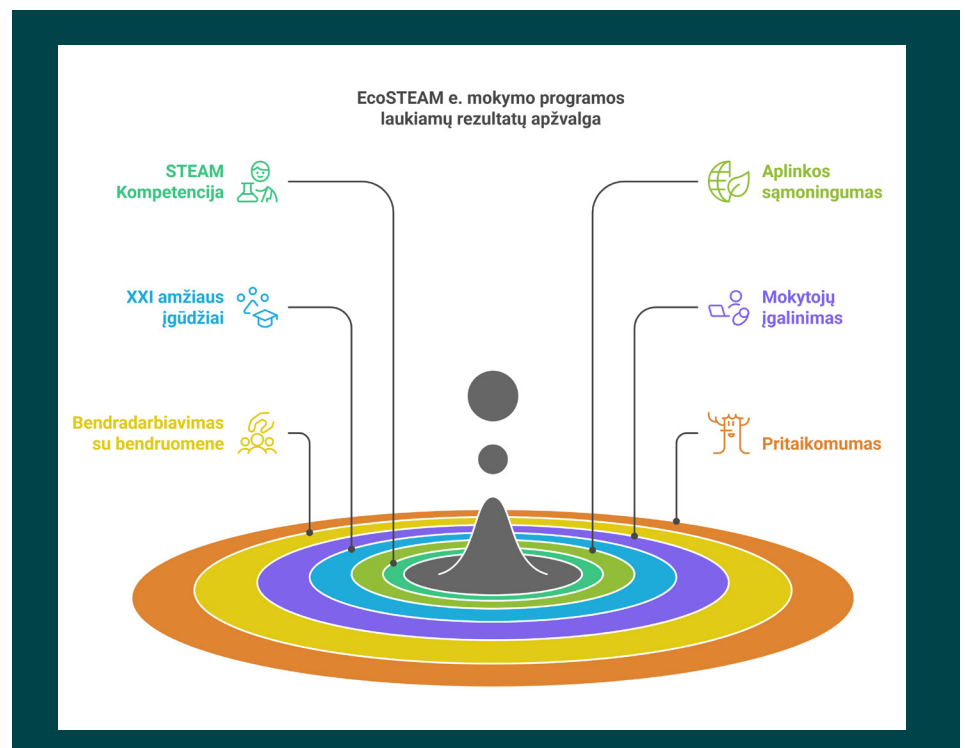 EcoSTEAM e. mokymo programos
laukiamų rezultatų apžvalga
STEAM
Kompetencija
Aplinkos
sąmoningumas
XXI amžiaus
įgūdžiai
Mokytojų
įgalinimas
Bendradarbiavimas
su bendruomene
Pritaikomumas